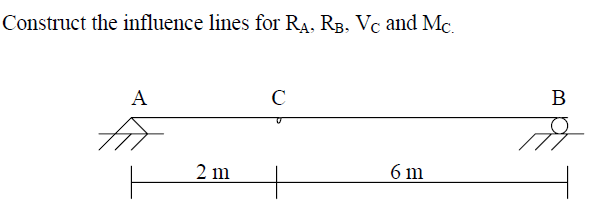 Construct the influence lines for RA, RB, VC and MC.
A C B
2 m 6 m